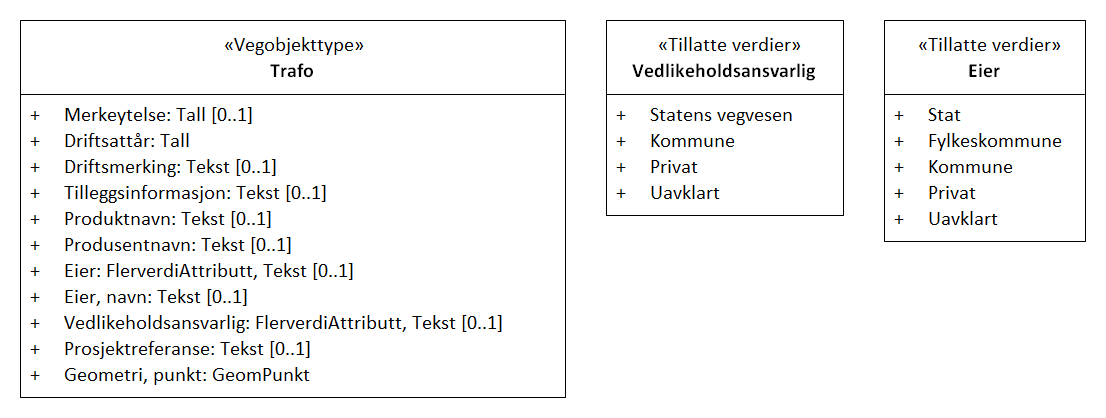 «Vegobjekttype»
Trafo
+ Merkeytelse: Tall [0..1]
+ Driftsattår: Tall
+ Driftsmerking: Tekst [0..1]
+ Tilleggsinformasjon: Tekst [0..1]
+ Produktnavn: Tekst [0..1]
+ Produsentnavn: Tekst [0..1]
+ Eier: FlerverdiAttributt, Tekst [0..1]
+ Eier, navn: Tekst [0..1]
+ Vedlikeholdsansvarlig: FlerverdiAttributt, Tekst [0..1]
+ Prosjektreferanse: Tekst [0..1]
+ Geometri, punkt: GeomPunkt
«Tillatte verdier»
Vedlikeholdsansvarlig
+ Statens vegvesen
+ Kommune
+ Privat
+ Uavklart
«Tillatte verdier»
Eier
+ Stat
+ Fylkeskommune
+ Kommune
+ Privat
+ Uavklart